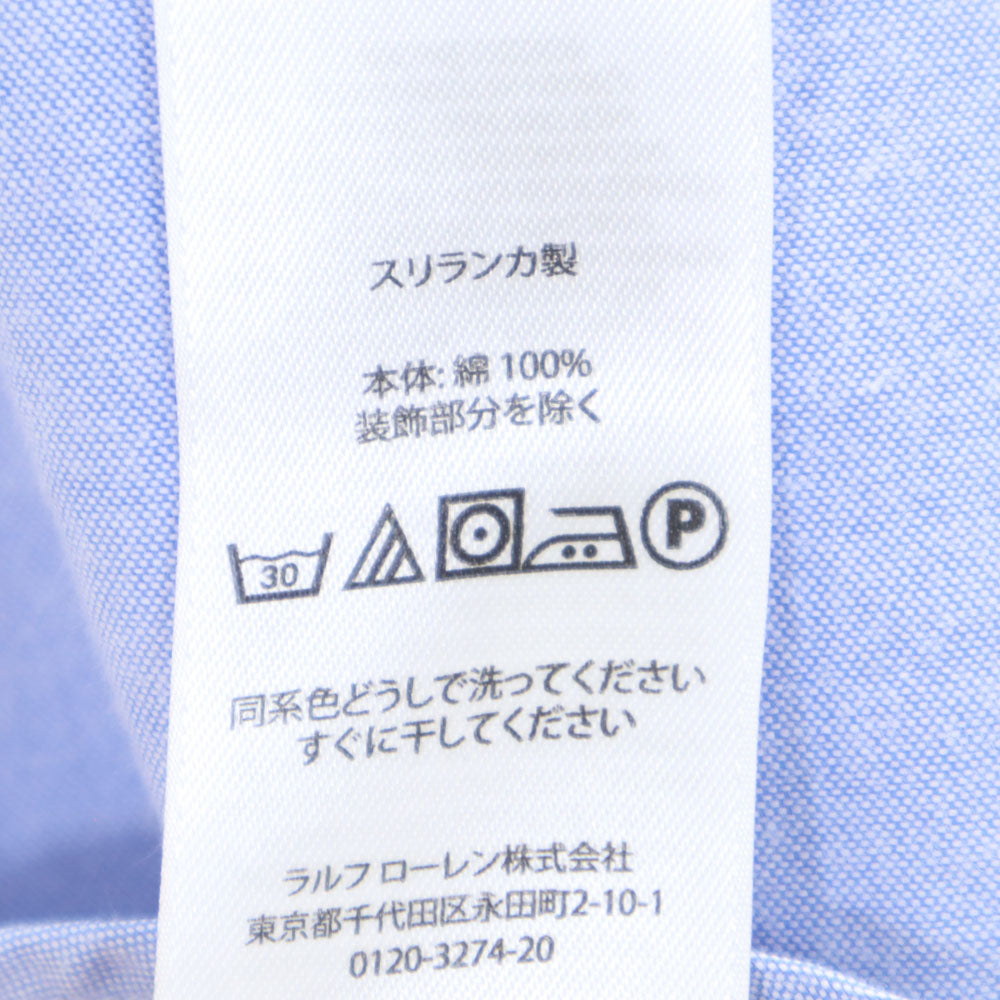 スリランカ製
本体: 綿 100%
装飾部分を除く
30
P
同系色どうしで洗ってください
すぐに干してください
ラルフ ローレン株式会社
東京都千代田区永田町2-10-1
0120-3274-20